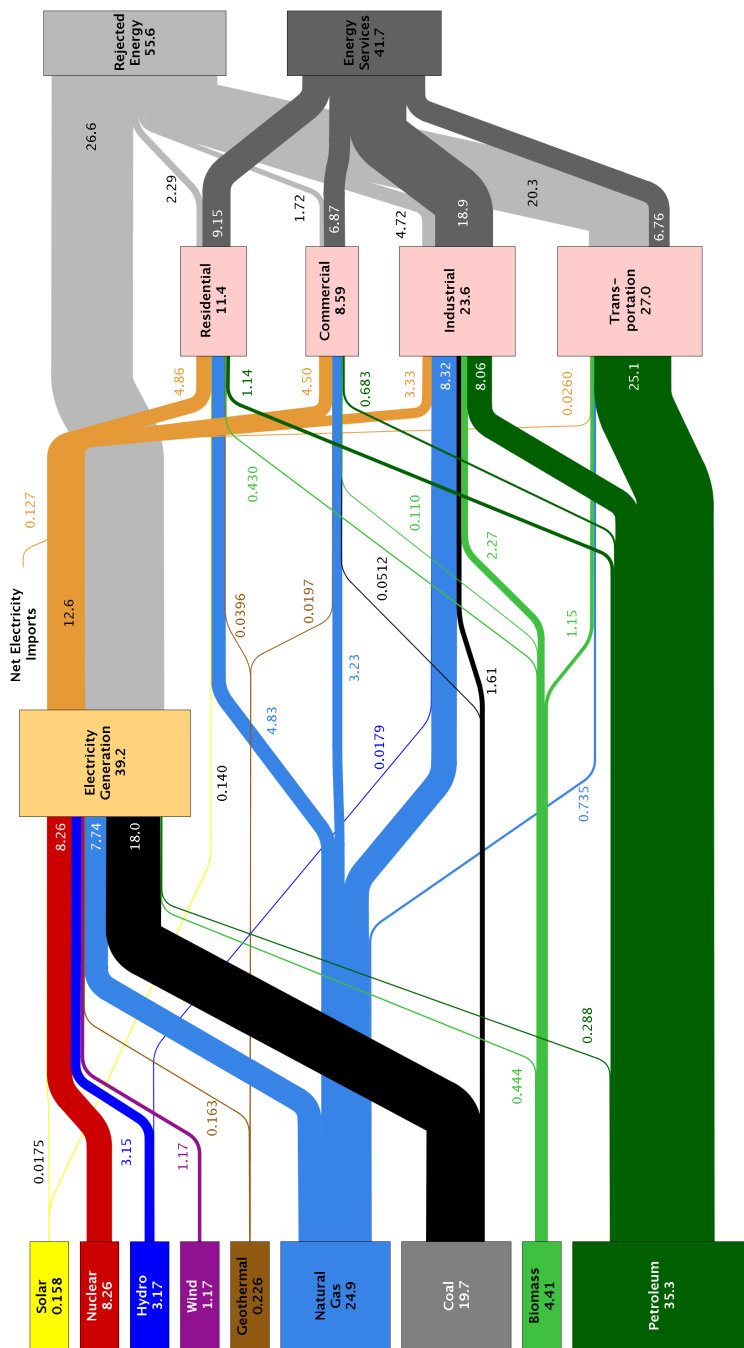 Solar
0.158
Nuclear
8.26
Hydro
3.17
Wind
1.17
Geothermal
0.226
Natural
Gas
24.9
Coal
19.7
Biomass
4.41
Petroleum
35.3
0.0175
3.15
1.17
0.163
0.444
0.288
8.26
7.74
18.0
Electricity
Generation
39.2
0.140
4.83
0.0179
0.735
Net Electricity
Imports
0.127
12.6
0.0396
0.0197
3.23
0.0512
1.61
0.430
0.110
2.27
1.15
4.86
1.14
4.50
0.683
3.33
8.32
8.06
0.0260
25.1
Residential
11.4
Commercial
8.59
Industrial
23.6
Trans-
portation
27.0
26.6
2.29
9.15
1.72
6.87
4.72
18.9
20.3
6.76
Rejected
Energy
55.6
Energy
Services
41.7